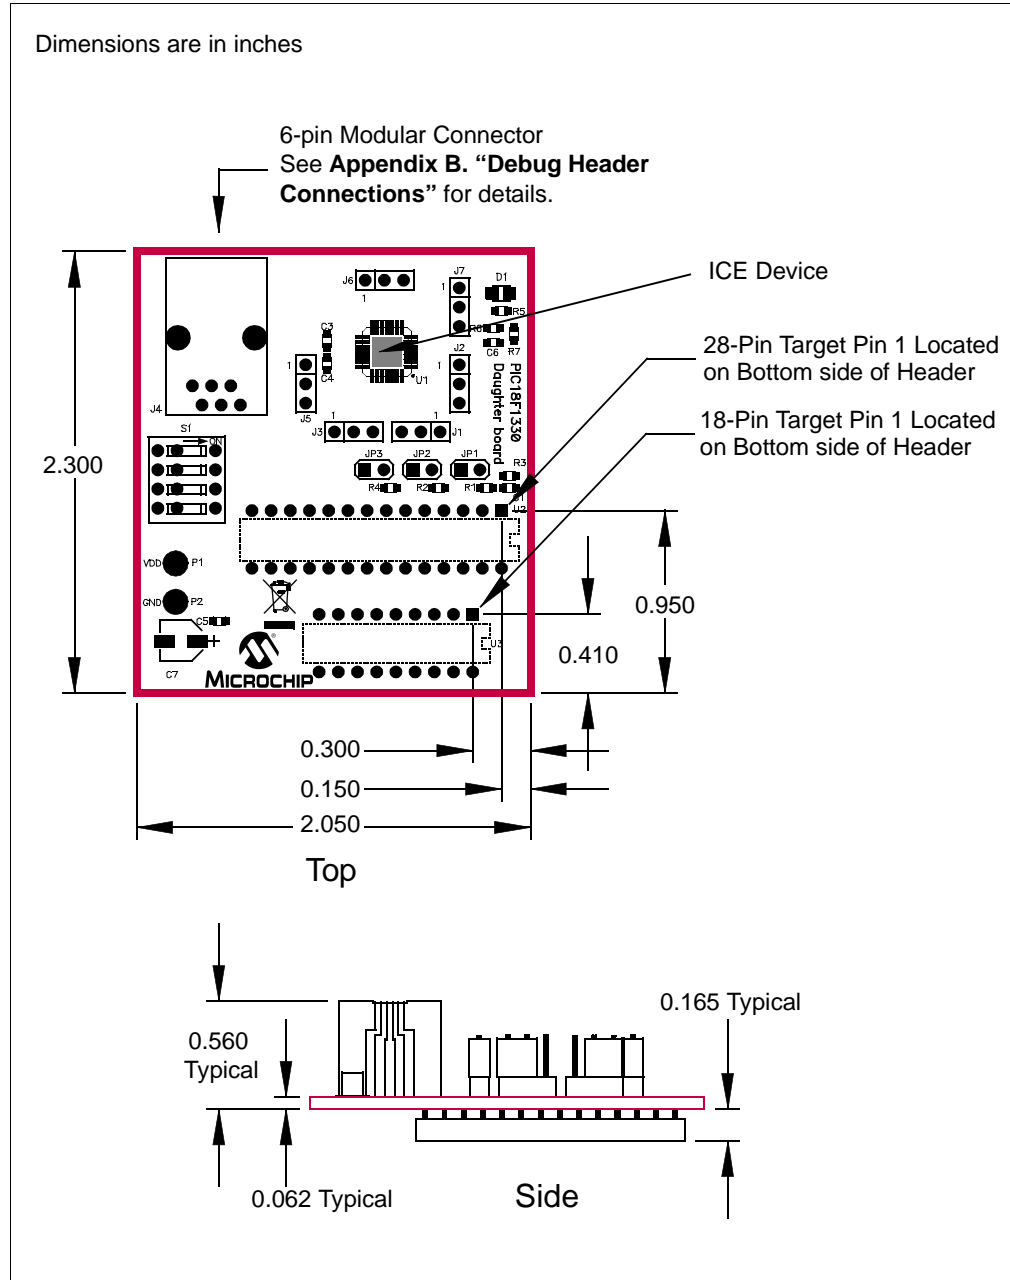 Dimensions are in inches
6-pin Modular Connector
See Appendix B. “Debug Header
Connections” for details.
ICE Device
28-Pin Target Pin 1 Located
on Bottom side of Header
18-Pin Target Pin 1 Located
on Bottom side of Header
J6
1
J7
1
D1
R5
R6
C6
R7
C3
C4
U1
J2
1
1
J5
J4
J3
1
1
J1
PIC18F1330
Daughter board
S1
ON
JP3
JP2
JP1
R3
R4
R2
R1
U2
VDD
P1
GND
P2
C5
+
C7
U3
MICROCHIP
®
2.300
0.950
0.410
0.300
0.150
2.050
Top
0.560
Typical
0.165 Typical
0.062 Typical
Side